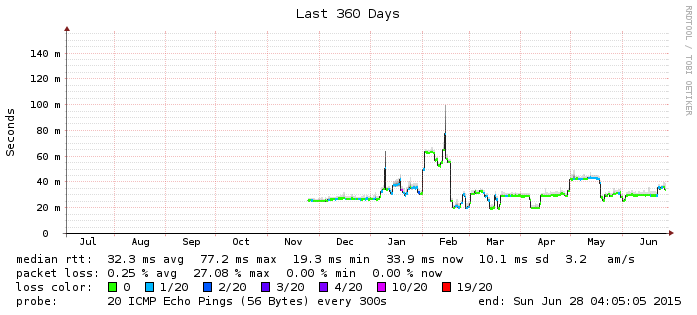 Last 360 Days
RRDTOOL / TOBI OETIKER
Seconds
140 m
120 m
100 m
80 m
60 m
40 m
20 m
0
Jul Aug Sep Oct Nov Dec Jan Feb Mar Apr May Jun
median rtt: 32.3 ms avg 77.2 ms max 19.3 ms min 33.9 ms now 10.1 ms sd 3.2 am/s
packet loss: 0.25 % avg 27.08 % max 0.00 % min 0.00 % now
loss color: 0 1/20 2/20 3/20 4/20 10/20 19/20
probe: 20 ICMP Echo Pings (56 Bytes) every 300s end: Sun Jun 28 04:05:05 2015